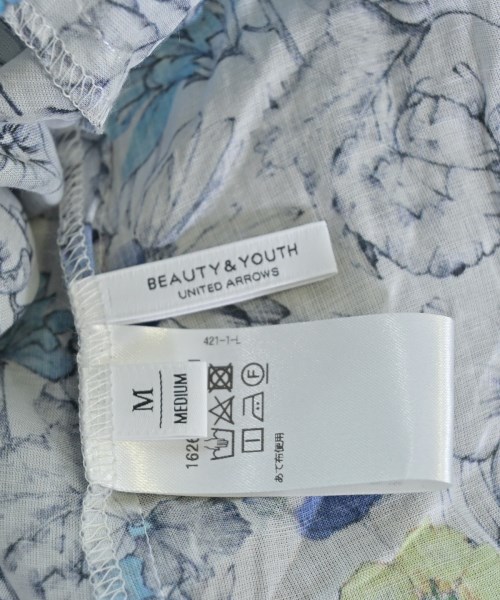 BEAUTY & YOUTH
UNITED ARROWS
421-1-L
M
MEDIUM
F
あて布使用